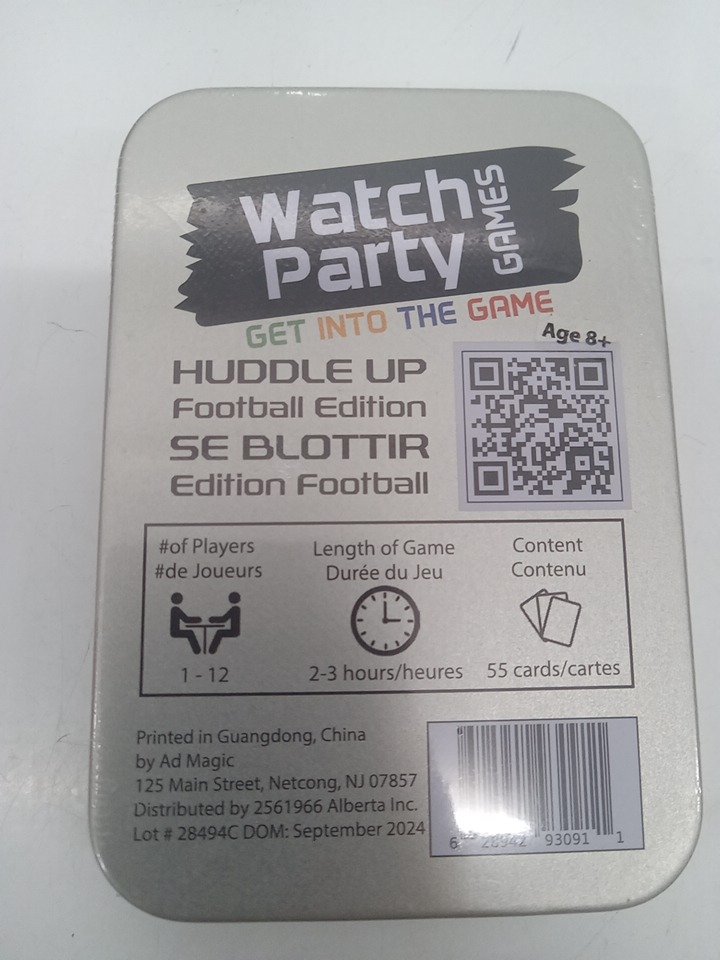 Watch
Party
GAMES
GET INTO THE GAME
Age 8+
HUDDLE UP
Football Edition
SE BLOTTIR
Edition Football
#of Players
#de Joueurs
1 - 12
Length of Game
Durée du Jeu
2-3 hours/heures
Content
Contenu
55 cards/cartes
Printed in Guangdong, China
by Ad Magic
125 Main Street, Netcong, NJ 07857
Distributed by 2561966 Alberta Inc.
Lot # 28494C DOM: September 2024
6 28942 93091 1